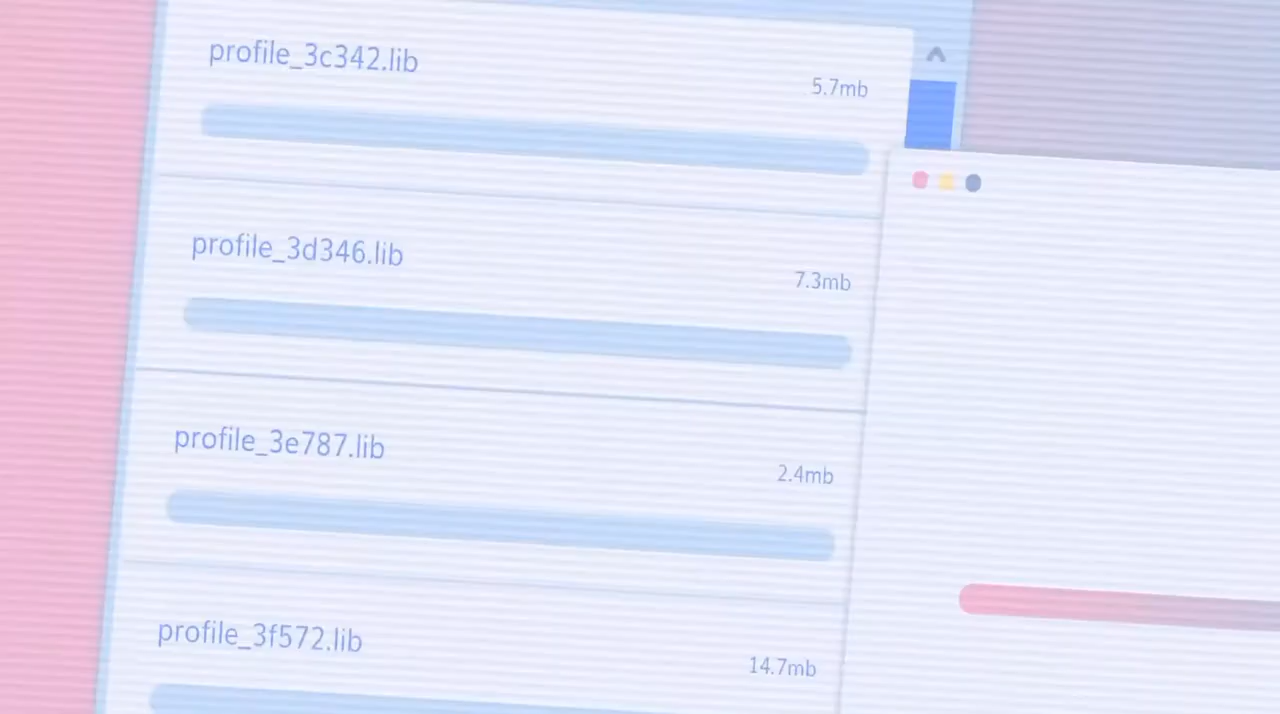 profile_3c342.lib
5.7mb
profile_3d346.lib
7.3mb
profile_3e787.lib
2.4mb
profile_3f572.lib
14.7mb